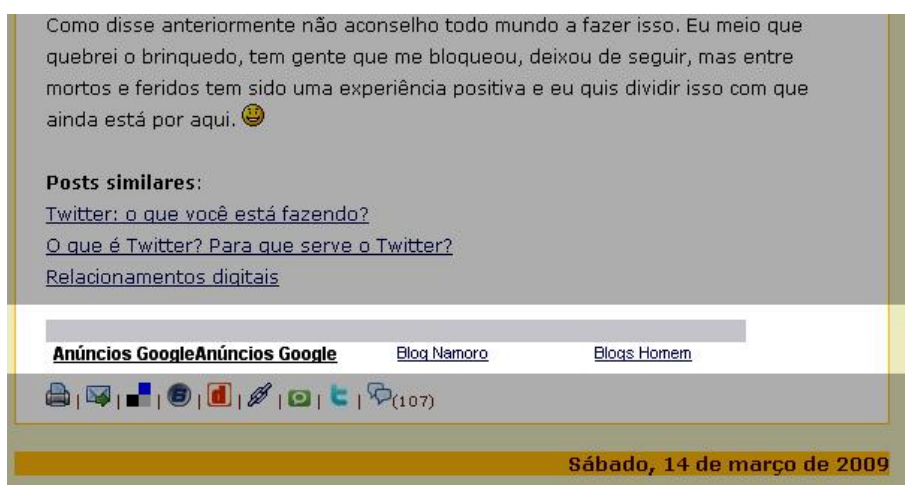 Como disse anteriormente não aconselho todo mundo a fazer isso. Eu meio que
quebrei o brinquedo, tem gente que me bloqueou, deixou de seguir, mas entre
mortos e feridos tem sido uma experiência positiva e eu quis dividir isso com que
ainda está por aqui.
Posts similares:
Twitter: o que você está fazendo?
O que é Twitter? Para que serve o Twitter?
Relacionamentos digitais
Anúncios GoogleAnúncios Google Blog Namoro Blogs Homem
| | | | | | | | (107)
Sábado, 14 de março de 2009